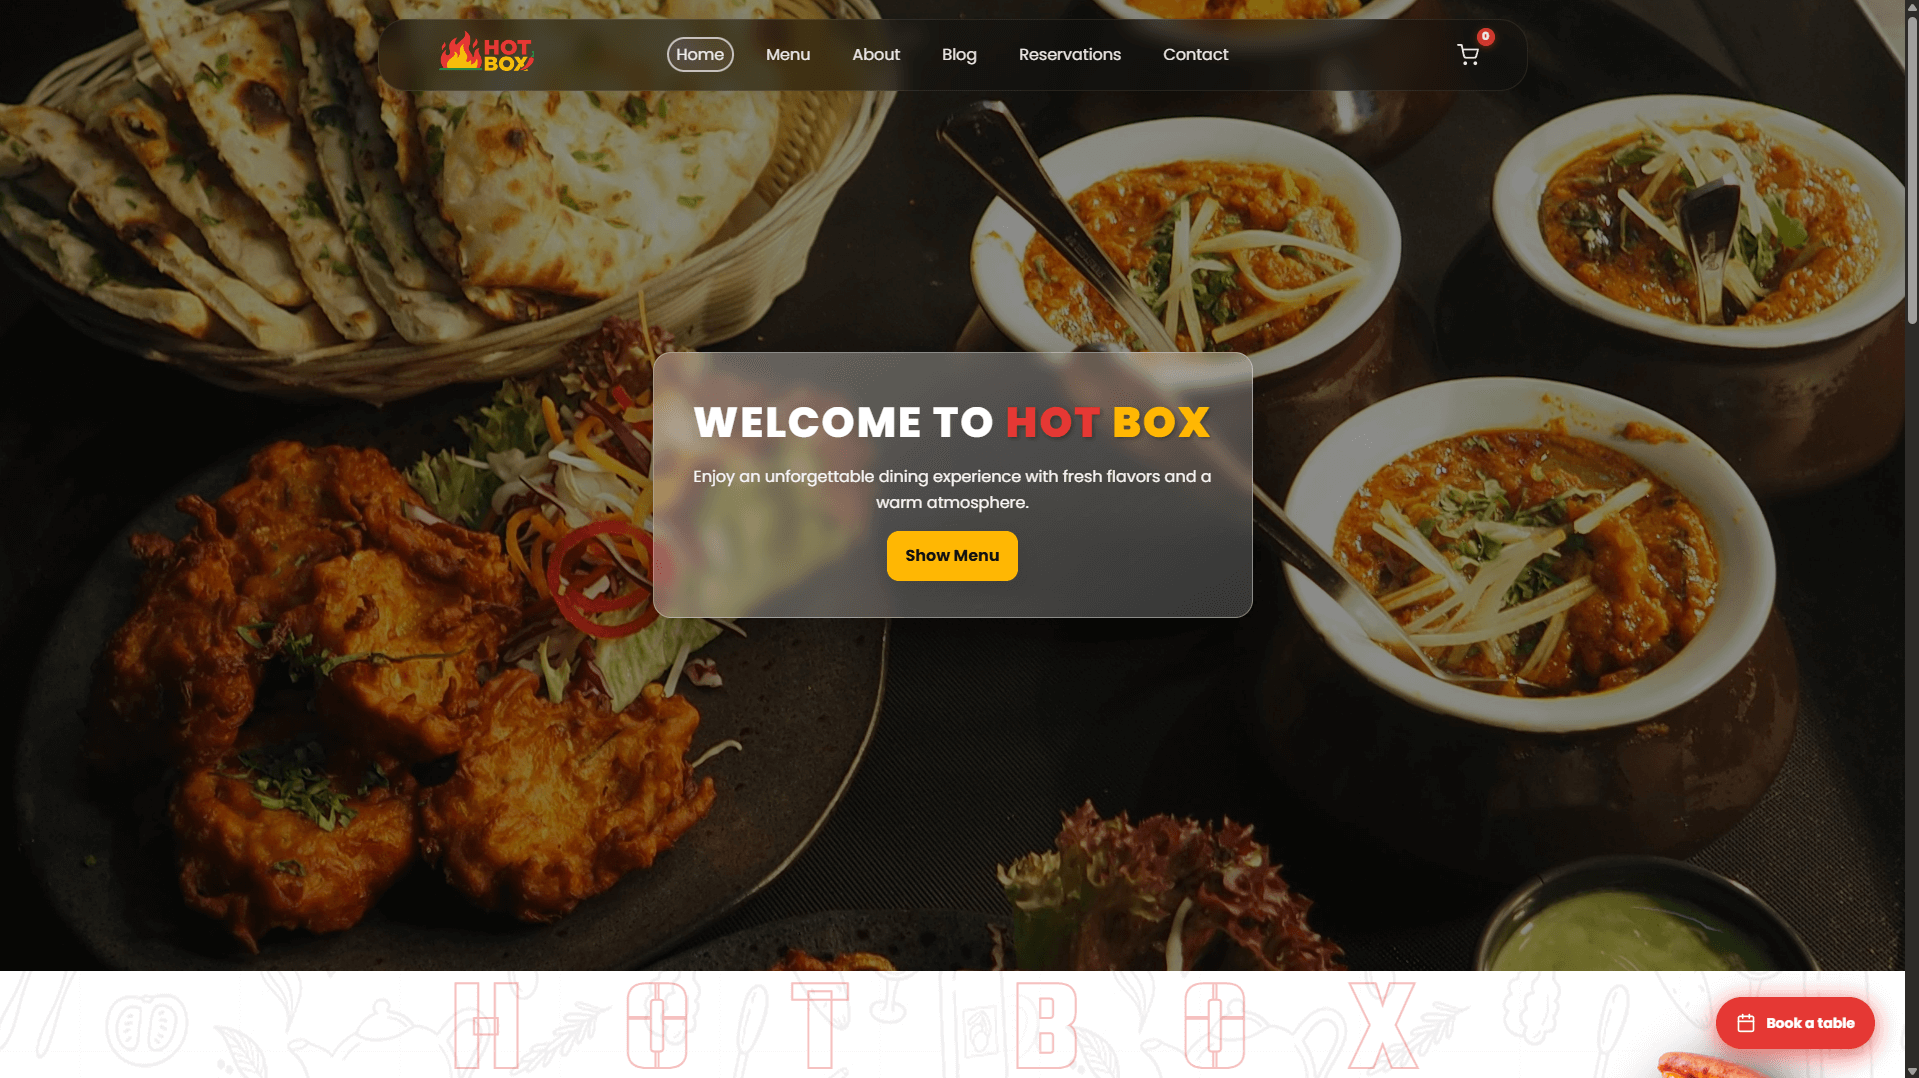 HOT
BOX
Home
Menu
About
Blog
Reservations
Contact
0
WELCOME TO HOT BOX
Enjoy an unforgettable dining experience with fresh flavors and a
warm atmosphere.
Show Menu
HOT BOX
Book a table